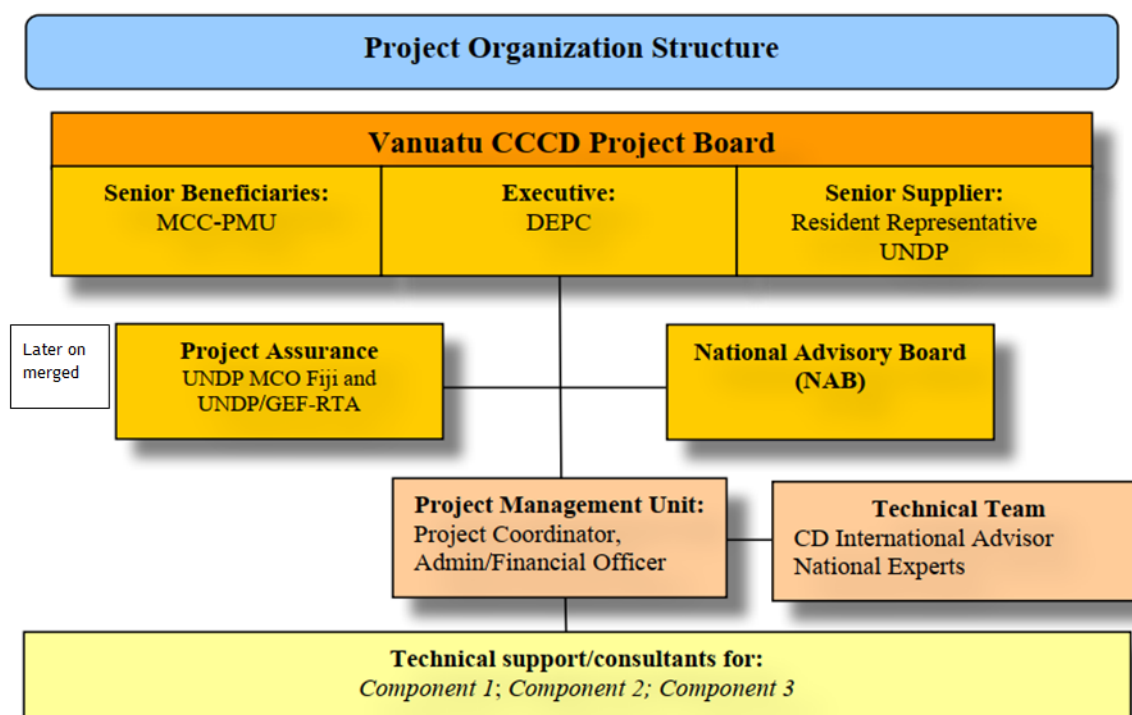 Project Organization Structure
Vanuatu CCCD Project Board
Senior Beneficiaries:
MCC-PMU
Executive:
DEPC
Senior Supplier:
Resident Representative
UNDP
Later on
merged
Project Assurance
UNDP MCO Fiji and
UNDP/GEF-RTA
National Advisory Board
(NAB)
Project Management Unit:
Project Coordinator,
Admin/Financial Officer
Technical Team
CD International Advisor
National Experts
Technical support/consultants for:
Component 1; Component 2; Component 3